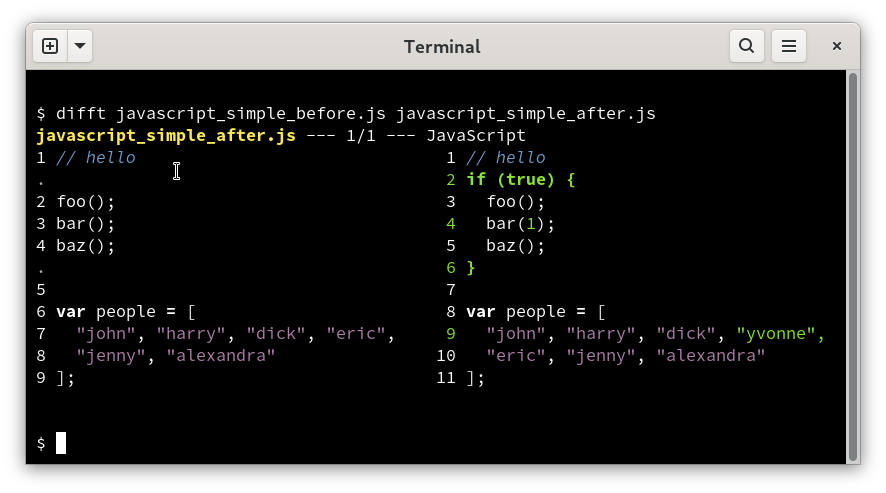 Terminal
$ difft javascript_simple_before.js javascript_simple_after.js
javascript_simple_after.js --- 1/1 --- JavaScript
1 // hello                                1 // hello
.                                         2 if (true) {
2 foo();                                  3   foo();
3 bar();                                  4   bar(1);
4 baz();                                  5   baz();
.                                         6 }
5                                         7
6 var people = [                          8 var people = [
7   "john", "harry", "dick", "eric",      9   "john", "harry", "dick", "yvonne",
8   "jenny", "alexandra"                 10   "eric", "jenny", "alexandra"
9 ];                                     11 ];
$